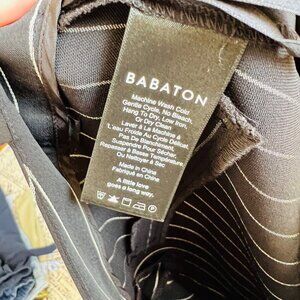 BABATON
Machine Wash Cold
Gentle Cycle, No Bleach,
Hang To Dry, Low Iron,
Or Dry Clean
Laver À La Machine À
L'Eau Froide Au Cycle Délicat,
Pas De Blanchiment,
Suspendre Pour Sécher,
Repasser À Basse Température
Ou Nettoyer À Sec
Made in China
Fabriqué en Chine
A little love
goes a long way.